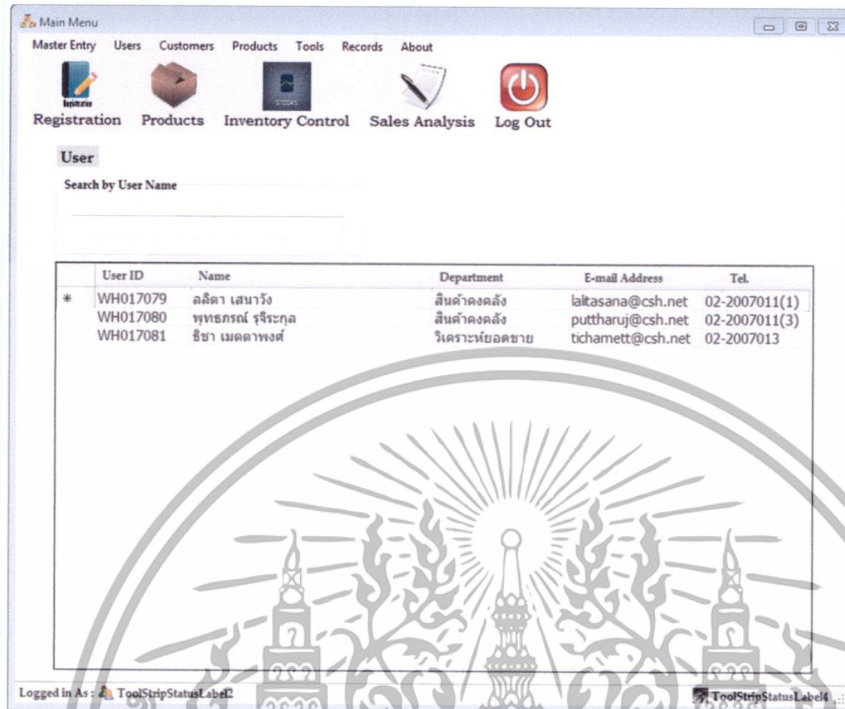 Main Menu
Master Entry Users Customers Products Tools Records About
Registration STOCKS
Registration Products Inventory Control Sales Analysis Log Out
User
Search by User Name
User ID Name Department E-mail Address Tel.
* WH017079 ลลิตา เสนาวัง สินค้าคงคลัง lalitasana@csh.net 02-2007011(1)
WH017080 พุทธภรณ์ รุจิระกุล สินค้าคงคลัง puttharuj@csh.net 02-2007011(3)
WH017081 ธิชา เมตตาพงศ์ วิเคราะห์ยอดขาย tichamett@csh.net 02-2007013
Logged in As : ToolStripStatusLabel2 ToolStripStatusLabel4